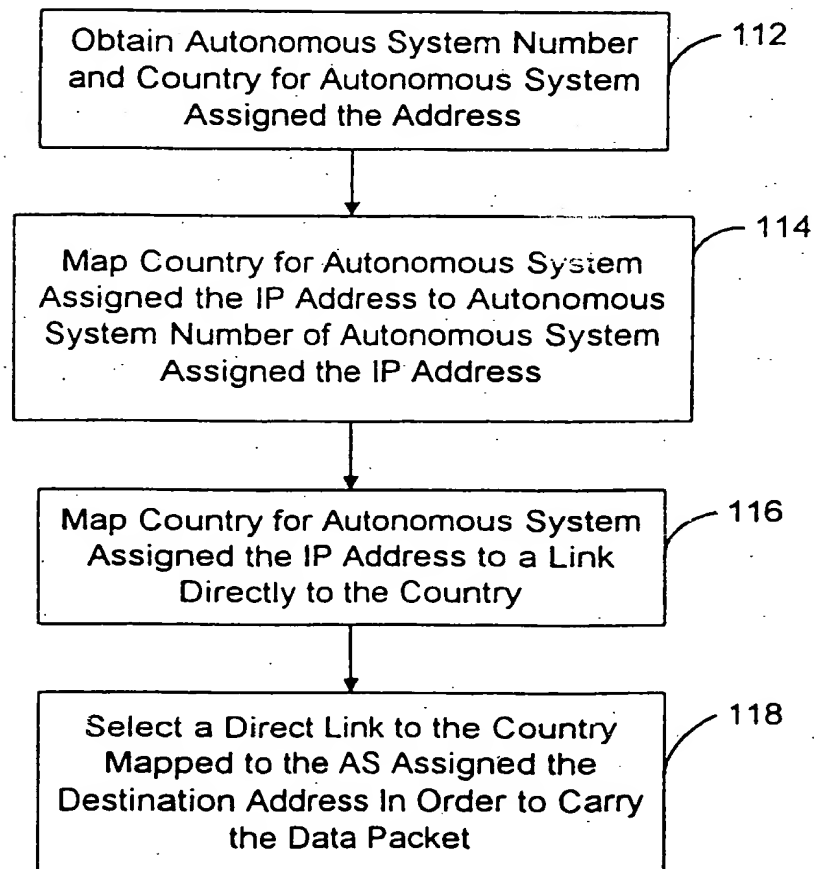 Obtain Autonomous System Number
and Country for Autonomous System
Assigned the Address
112
Map Country for Autonomous System
Assigned the IP Address to Autonomous
System Number of Autonomous System
Assigned the IP Address
114
Map Country for Autonomous System
Assigned the IP Address to a Link
Directly to the Country
116
Select a Direct Link to the Country
Mapped to the AS Assigned the
Destination Address In Order to Carry
the Data Packet
118